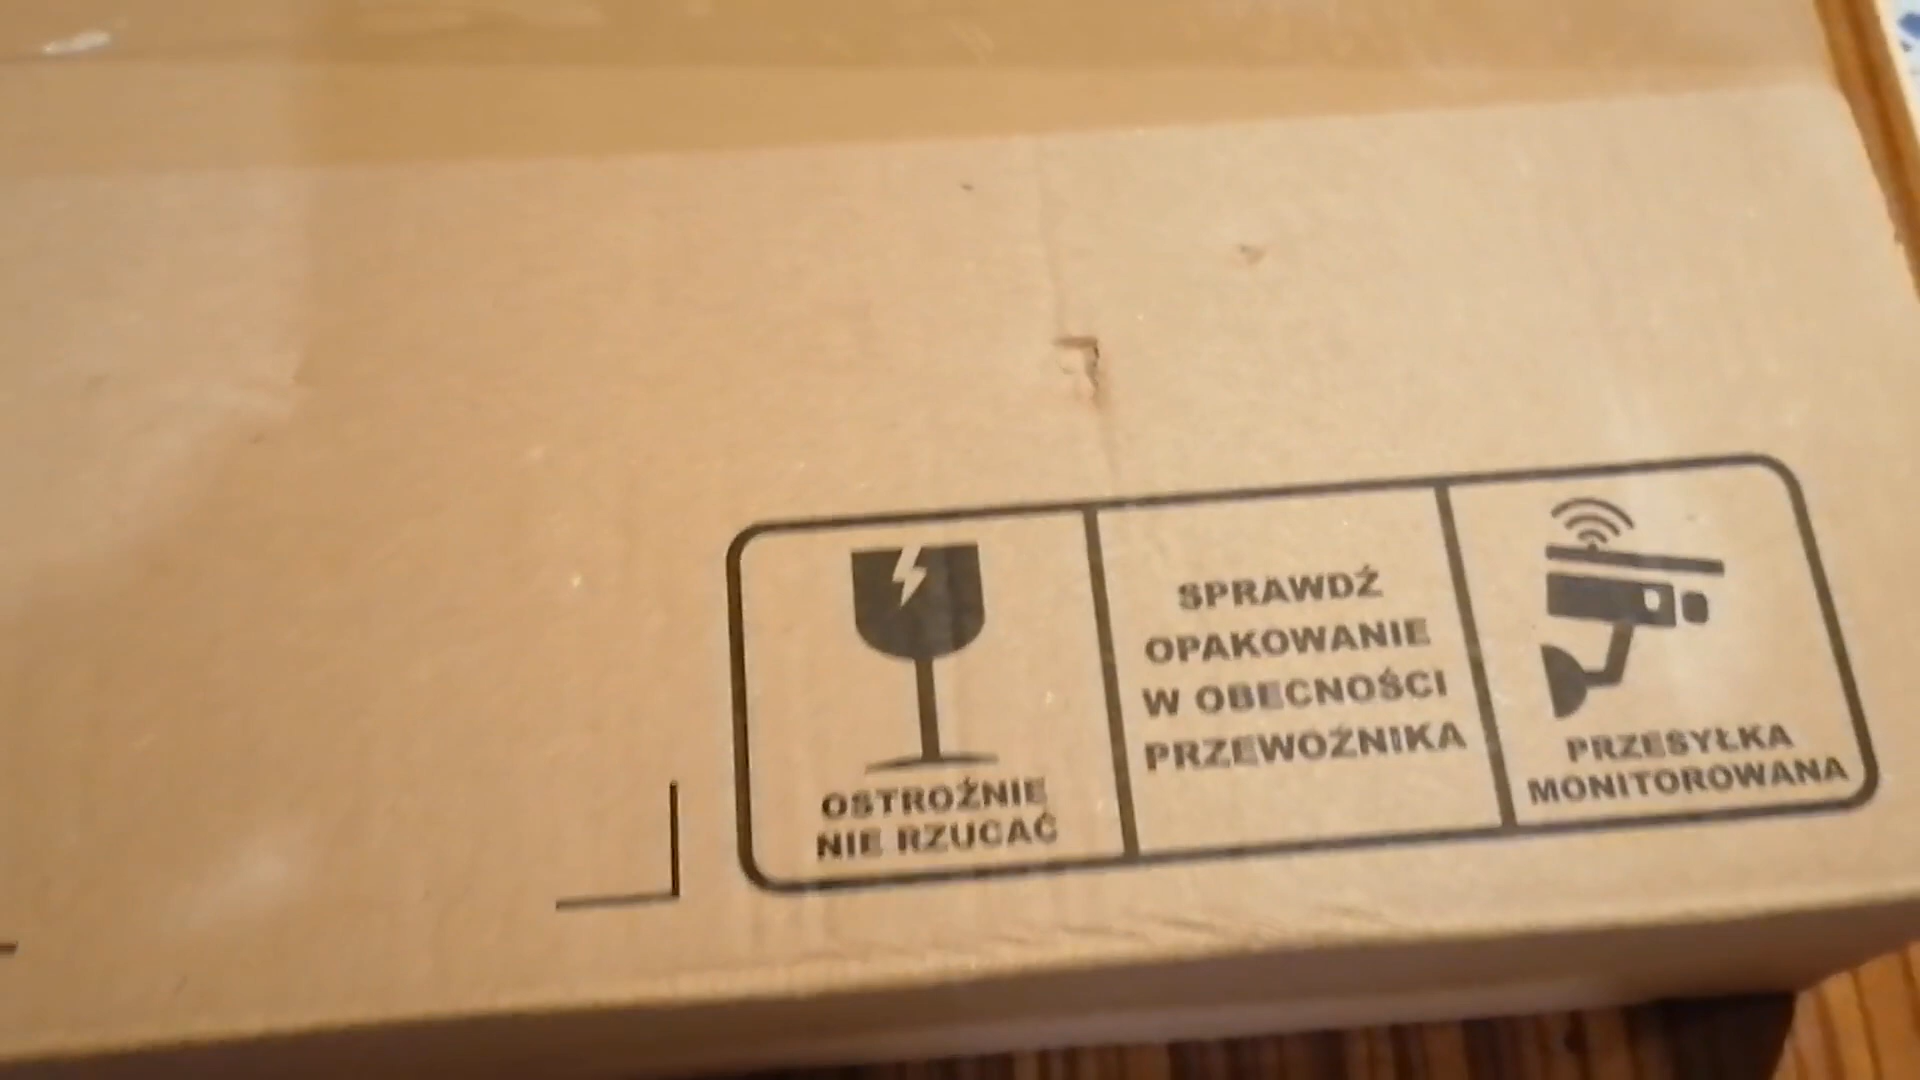 OSTROŻNIE
NIE RZUCAĆ
SPRAWDŹ
OPAKOWANIE
W OBECNOŚCI
PRZEWOŹNIKA
PRZESYŁKA
MONITOROWANA